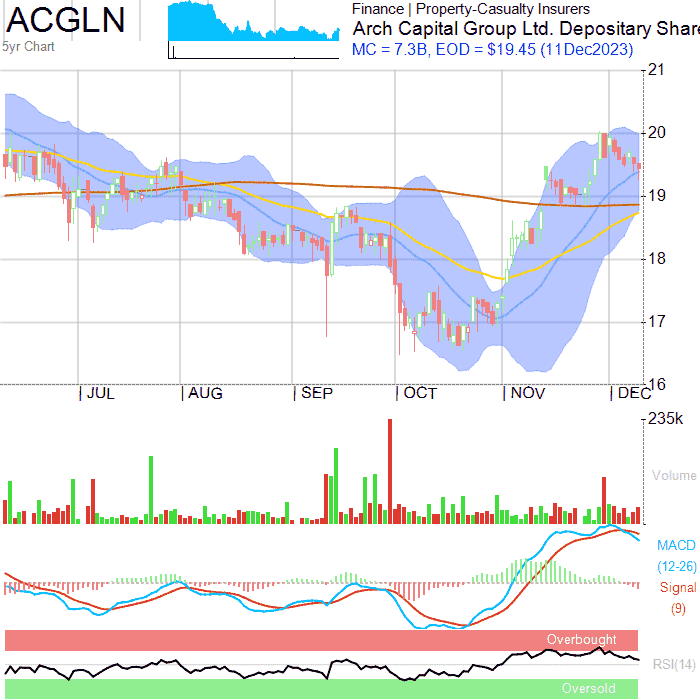 ACGLN
5yr Chart
Finance | Property-Casualty Insurers
Arch Capital Group Ltd. Depositary Share
MC = 7.3B, EOD = $19.45 (11Dec2023)
21
20
19
18
17
16
JUL
AUG
SEP
OCT
NOV
DEC
235k
Volume
MACD
(12-26)
Signal
(9)
Overbought
RSI(14)
Oversold